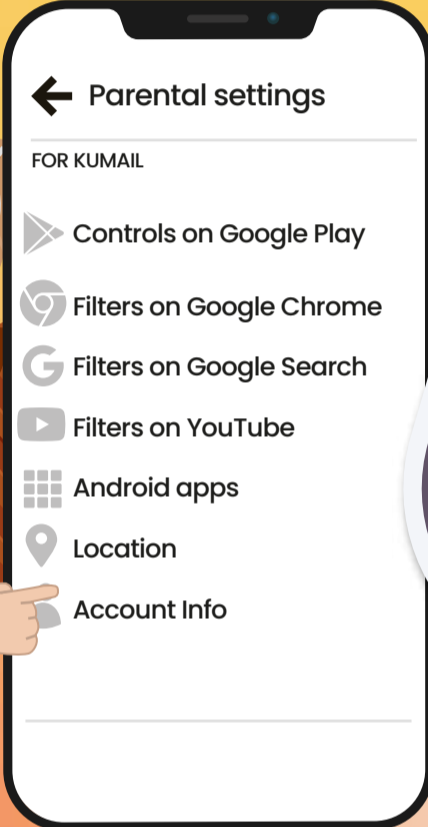 Parental settings
FOR KUMAIL
Controls on Google Play
Filters on Google Chrome
Filters on Google Search
Filters on YouTube
Android apps
Location
Account Info